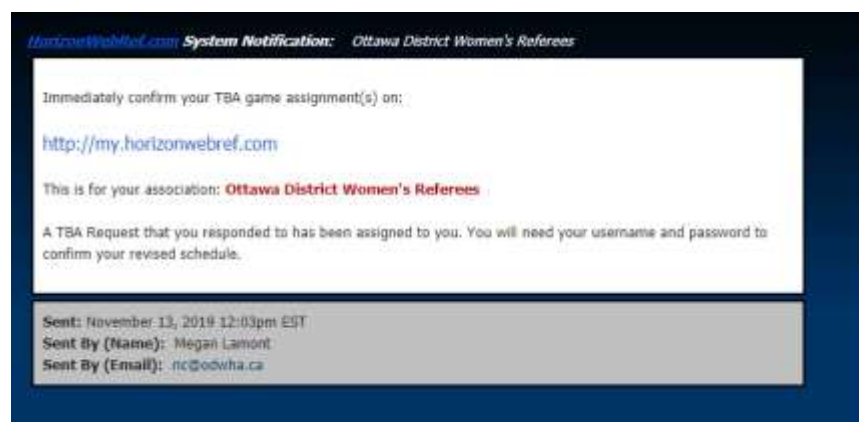 HorizonWebRef.com System Notification: Ottawa District Women's Referees
Immediately confirm your TBA game assignment(s) on:
http://my.horizonwebref.com
This is for your association: Ottawa District Women's Referees
A TBA Request that you responded to has been assigned to you. You will need your username and password to
confirm your revised schedule.
Sent: November 13, 2019 12:03pm EST
Sent By (Name): Megan Lamont
Sent By (Email): ric@odwha.ca